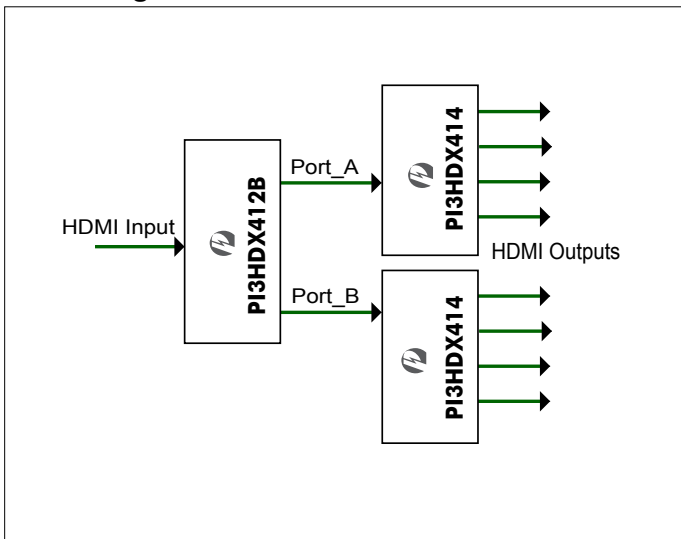 HDMI Input
PI3HDX412B
Port_A
Port_B
PI3HDX414
HDMI Outputs
PI3HDX414